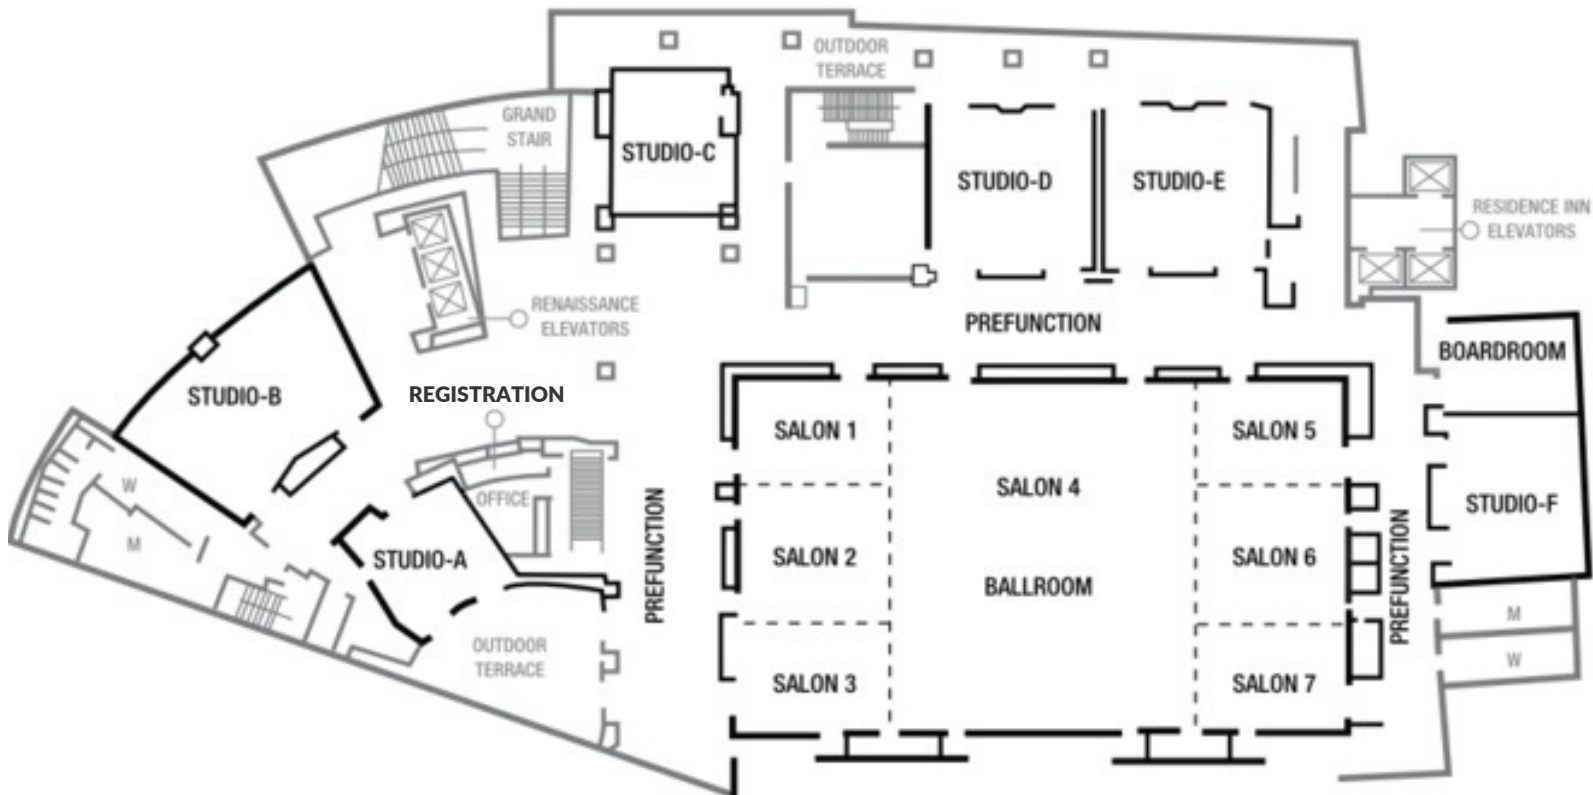 OUTDOOR
TERRACE
GRAND
STAIR
STUDIO-C
STUDIO-D
STUDIO-E
RESIDENCE INN
ELEVATORS
RENAISSANCE
ELEVATORS
PREFUNCTION
BOARDROOM
STUDIO-B
REGISTRATION
SALON 1
SALON 5
W
OFFICE
SALON 4
STUDIO-F
M
STUDIO-A
PREFUNCTION
SALON 2
BALLROOM
SALON 6
PREFUNCTION
M
OUTDOOR
TERRACE
W
SALON 3
SALON 7